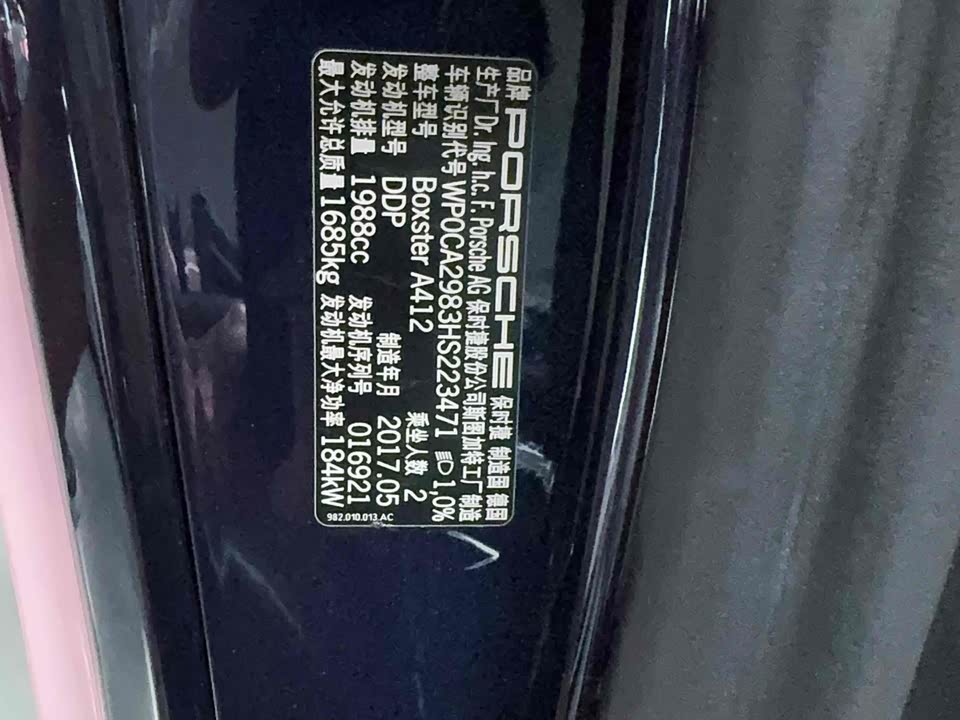 品牌 PORSCHE 保时捷 制造国 德国
生产厂 Dr. Ing. h.c. F. Porsche AG 保时捷股份公司斯图加特工厂制造
车辆识别代号 WP0CA2983HS223471 1,0%
整车型号 Boxster A412 乘坐人数 2
发动机型号 DDP 制造年月 2017.05
发动机排量 1988cc 发动机序列号 016921
最大允许总质量 1685kg 发动机最大净功率 184kW
982.010.013.AC